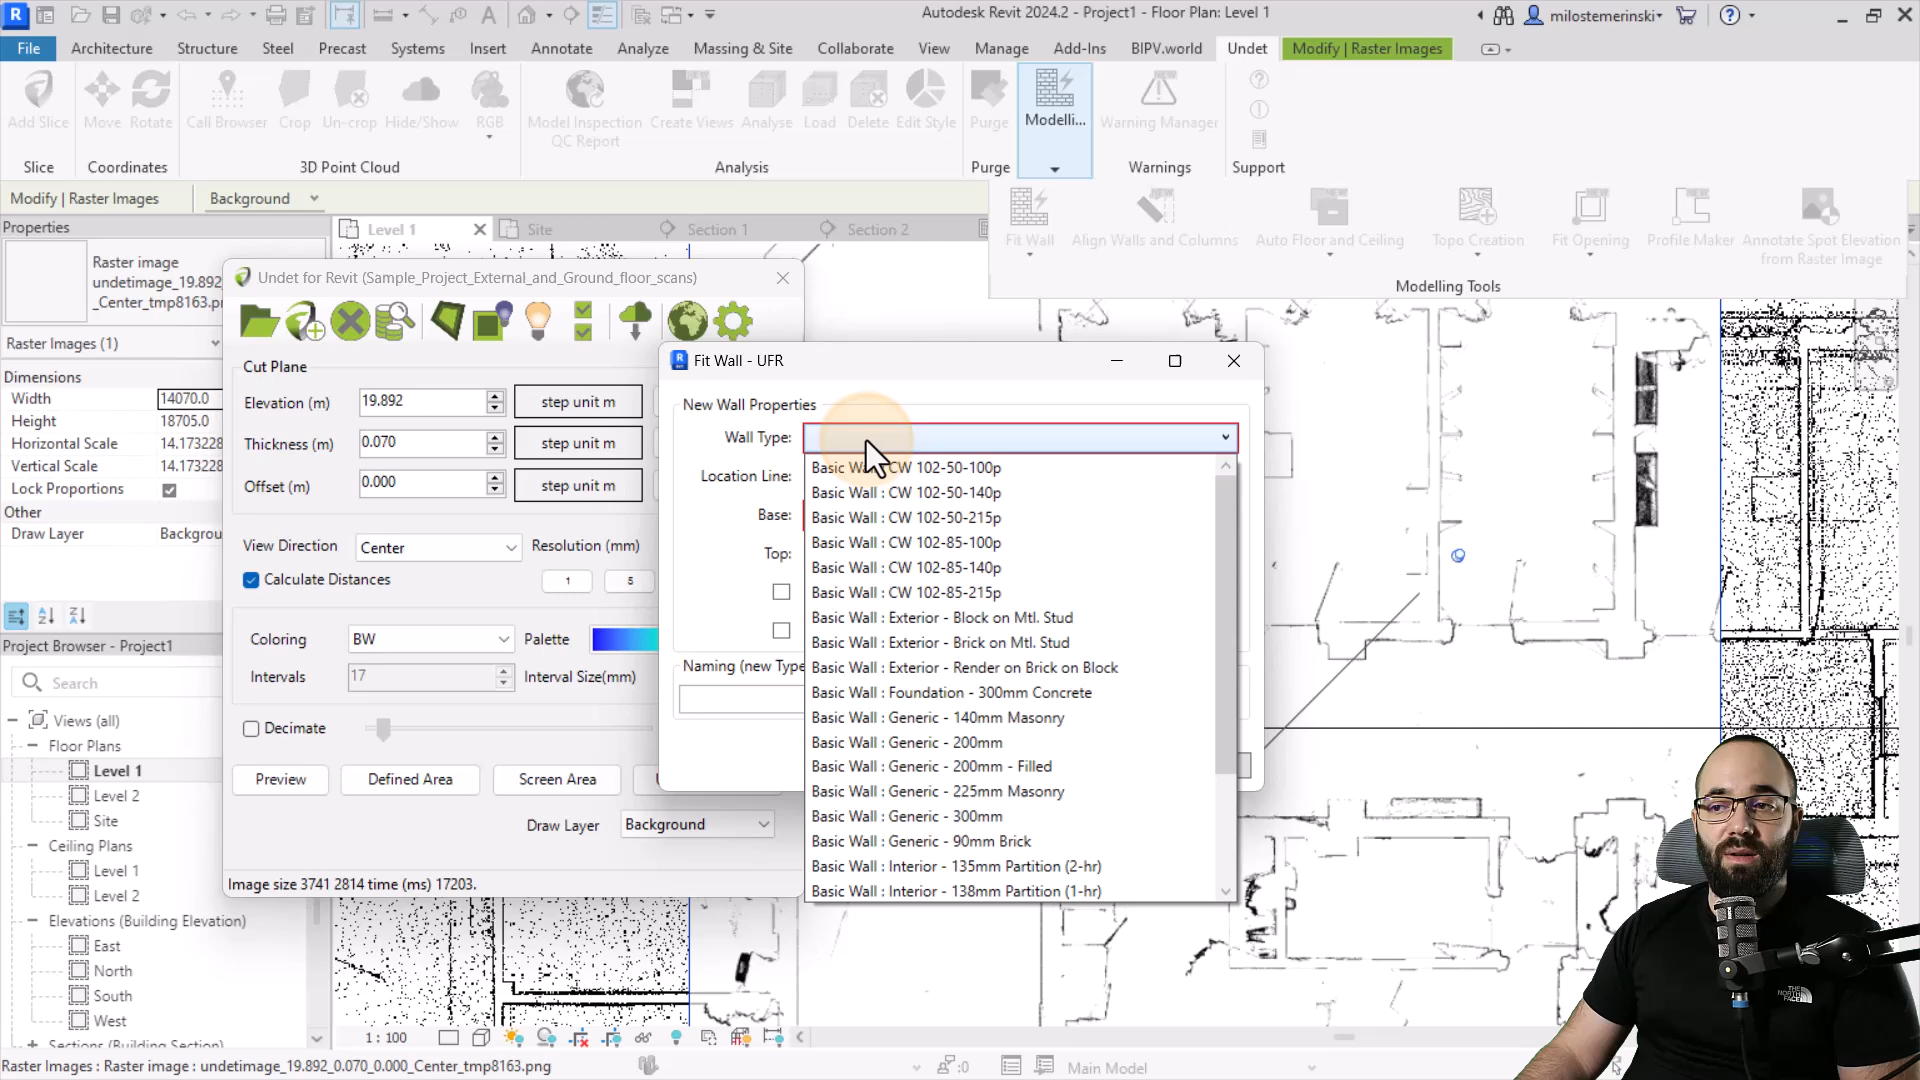 Autodesk Revit 2024.2 - Project1 - Floor Plan: Level 1
milostemerinski
File Architecture Structure Steel Precast Systems Insert Annotate Analyze Massing & Site Collaborate View Manage Add-Ins BIPV.world Undet Modify | Raster Images
Add Slice Move Rotate Call Browser Crop Un-crop Hide/Show RGB Model Inspection Create Views Analyse Load Delete Edit Style Purge Modelli... Warning Manager
QC Report
Slice Coordinates 3D Point Cloud Analysis Purge Warnings Support
Modify | Raster Images Background
Fit Wall Align Walls and Columns Auto Floor and Ceiling Topo Creation Fit Opening Profile Maker Annotate Spot Elevation
from Raster Image
Modelling Tools
Properties
Level 1 Site Section 1 Section 2
Raster image
undetimage_19.892
_Center_tmp8163.pr
Raster Images (1)
Dimensions
Width 14070.0
Height 18705.0
Horizontal Scale 14.173228
Vertical Scale 14.173228
Lock Proportions
Other
Draw Layer Backgrou
Project Browser - Project1
Search
Views (all)
Floor Plans
Level 1
Level 2
Site
Ceiling Plans
Level 1
Level 2
Elevations (Building Elevation)
East
North
South
West
Sections (Building Section)
Undet for Revit (Sample_Project_External_and_Ground_floor_scans)
Cut Plane
Elevation (m) 19.892 step unit m
Thickness (m) 0.070 step unit m
Offset (m) 0.000 step unit m
View Direction Center Resolution (mm)
Calculate Distances 1 5
Coloring BW Palette
Intervals 17 Interval Size(mm)
Decimate
Preview Defined Area Screen Area U
Draw Layer Background
Image size 3741 2814 time (ms) 17203.
Fit Wall - UFR
New Wall Properties
Wall Type:
Location Line:
Base:
Top:
Naming (new Type
Basic Wall : CW 102-50-100p
Basic Wall : CW 102-50-140p
Basic Wall : CW 102-50-215p
Basic Wall : CW 102-85-100p
Basic Wall : CW 102-85-140p
Basic Wall : CW 102-85-215p
Basic Wall : Exterior - Block on Mtl. Stud
Basic Wall : Exterior - Brick on Mtl. Stud
Basic Wall : Exterior - Render on Brick on Block
Basic Wall : Foundation - 300mm Concrete
Basic Wall : Generic - 140mm Masonry
Basic Wall : Generic - 200mm
Basic Wall : Generic - 200mm - Filled
Basic Wall : Generic - 225mm Masonry
Basic Wall : Generic - 300mm
Basic Wall : Generic - 90mm Brick
Basic Wall : Interior - 135mm Partition (2-hr)
Basic Wall : Interior - 138mm Partition (1-hr)
THE NORTH FACE
1 : 100
Raster Images : Raster image : undetimage_19.892_0.070_0.000_Center_tmp8163.png
:0
Main Model